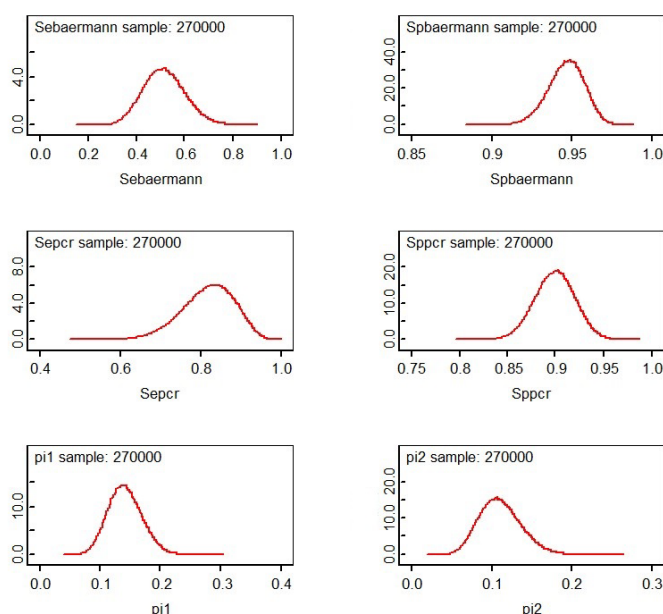 Sebaermann sample: 270000
4.0
0.0
0.0 0.2 0.4 0.6 0.8 1.0
Sebaermann
Spbaermann sample: 270000
40.0
20.0
0.0
0.85 0.9 0.95 1.0
Spbaermann
Sepcr sample: 270000
8.0
4.0
0.0
0.4 0.6 0.8 1.0
Sepcr
Sppcr sample: 270000
20.0
10.0
0.0
0.75 0.8 0.85 0.9 0.95 1.0
Sppcr
pi1 sample: 270000
10.0
0.0
0.0 0.1 0.2 0.3 0.4
pi1
pi2 sample: 270000
20.0
10.0
0.0
0.0 0.1 0.2 0.3
pi2